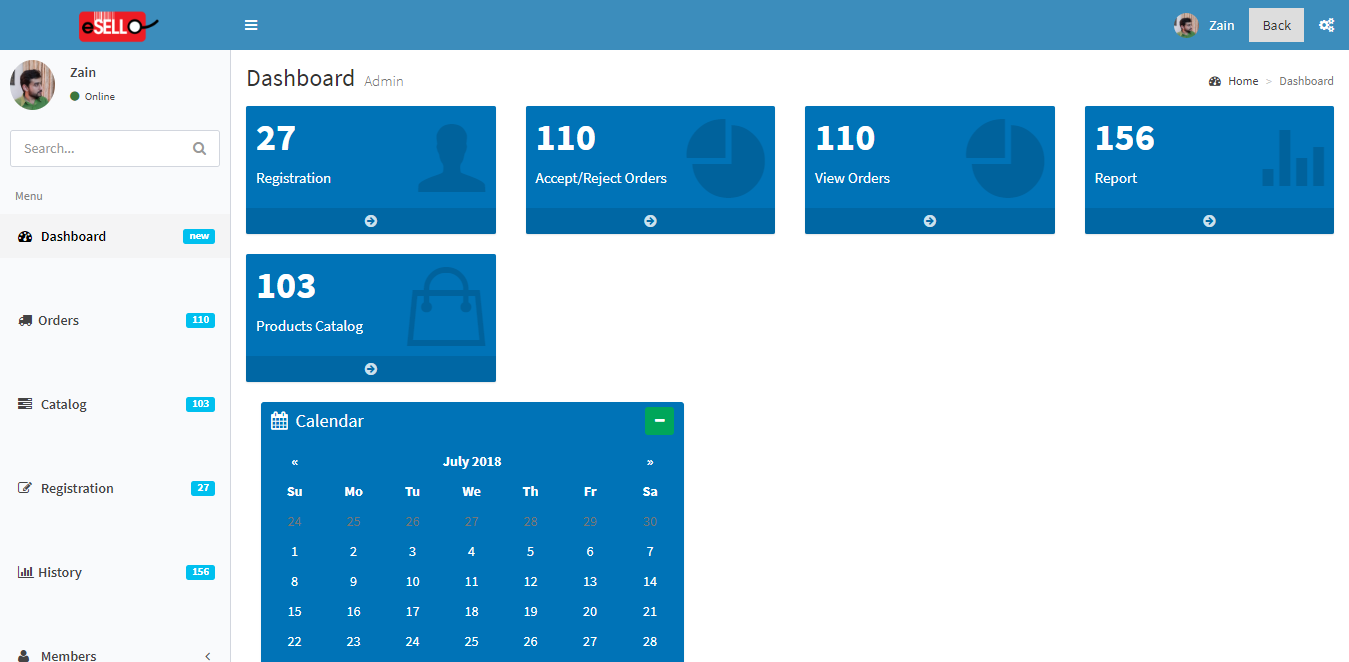 eSELLO
Zain
Back
Zain
Online
Search...
Menu
Dashboard new
Orders 110
Catalog 103
Registration 27
History 156
Members
Dashboard Admin
Home > Dashboard
27
Registration
110
Accept/Reject Orders
110
View Orders
156
Report
103
Products Catalog
Calendar
« July 2018 »
Su Mo Tu We Th Fr Sa
24 25 26 27 28 29 30
1 2 3 4 5 6 7
8 9 10 11 12 13 14
15 16 17 18 19 20 21
22 23 24 25 26 27 28